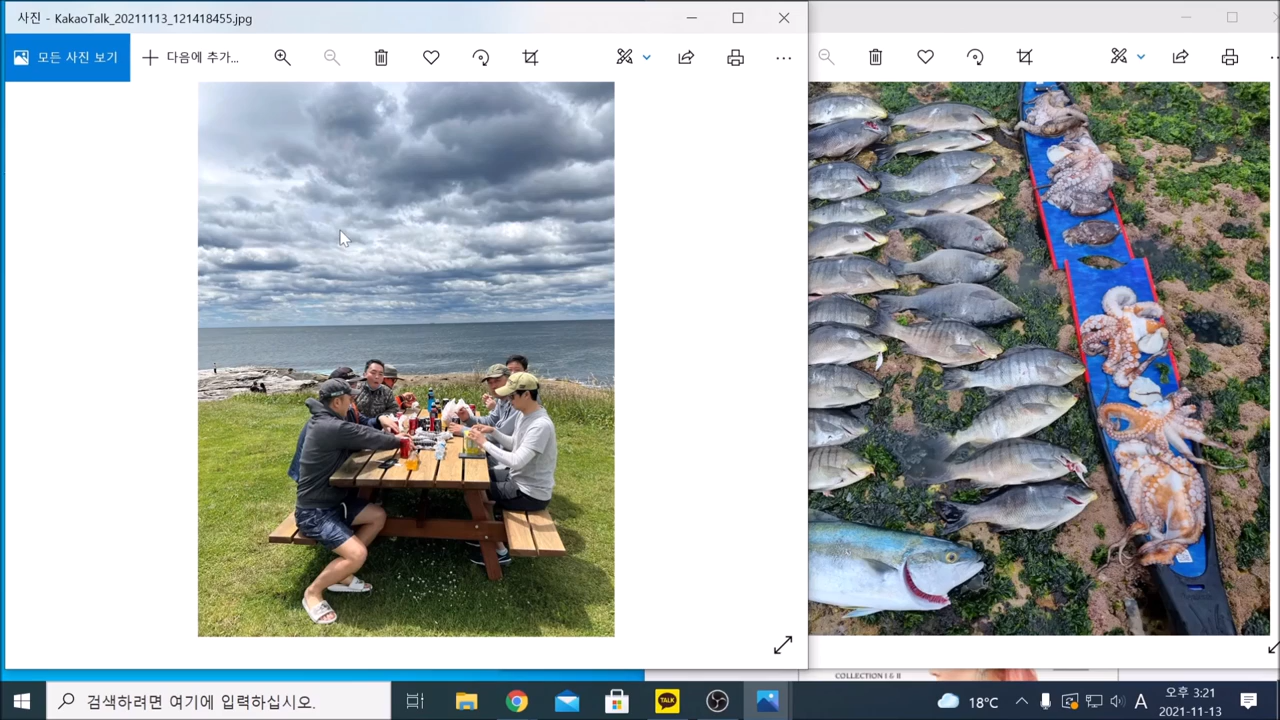 사진 - KakaoTalk_20211113_121418455.jpg
모든 사진 보기
다음에 추가...
COLLECTION I & II
검색하려면 여기에 입력하십시오.
TALK
18℃
A
오후 3:21
2021-11-13